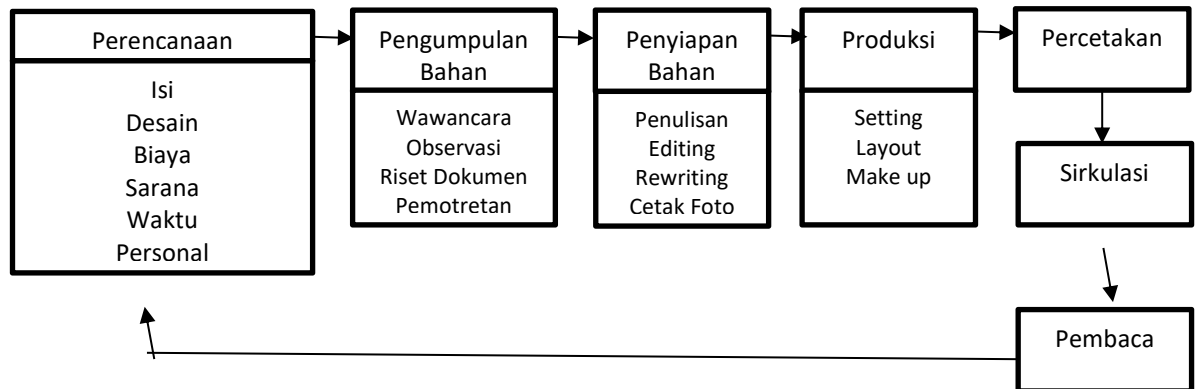 Perencanaan
Isi
Desain
Biaya
Sarana
Waktu
Personal
Pengumpulan
Bahan
Wawancara
Observasi
Riset Dokumen
Pemotretan
Penyiapan
Bahan
Penulisan
Editing
Rewriting
Cetak Foto
Produksi
Setting
Layout
Make up
Percetakan
Sirkulasi
Pembaca